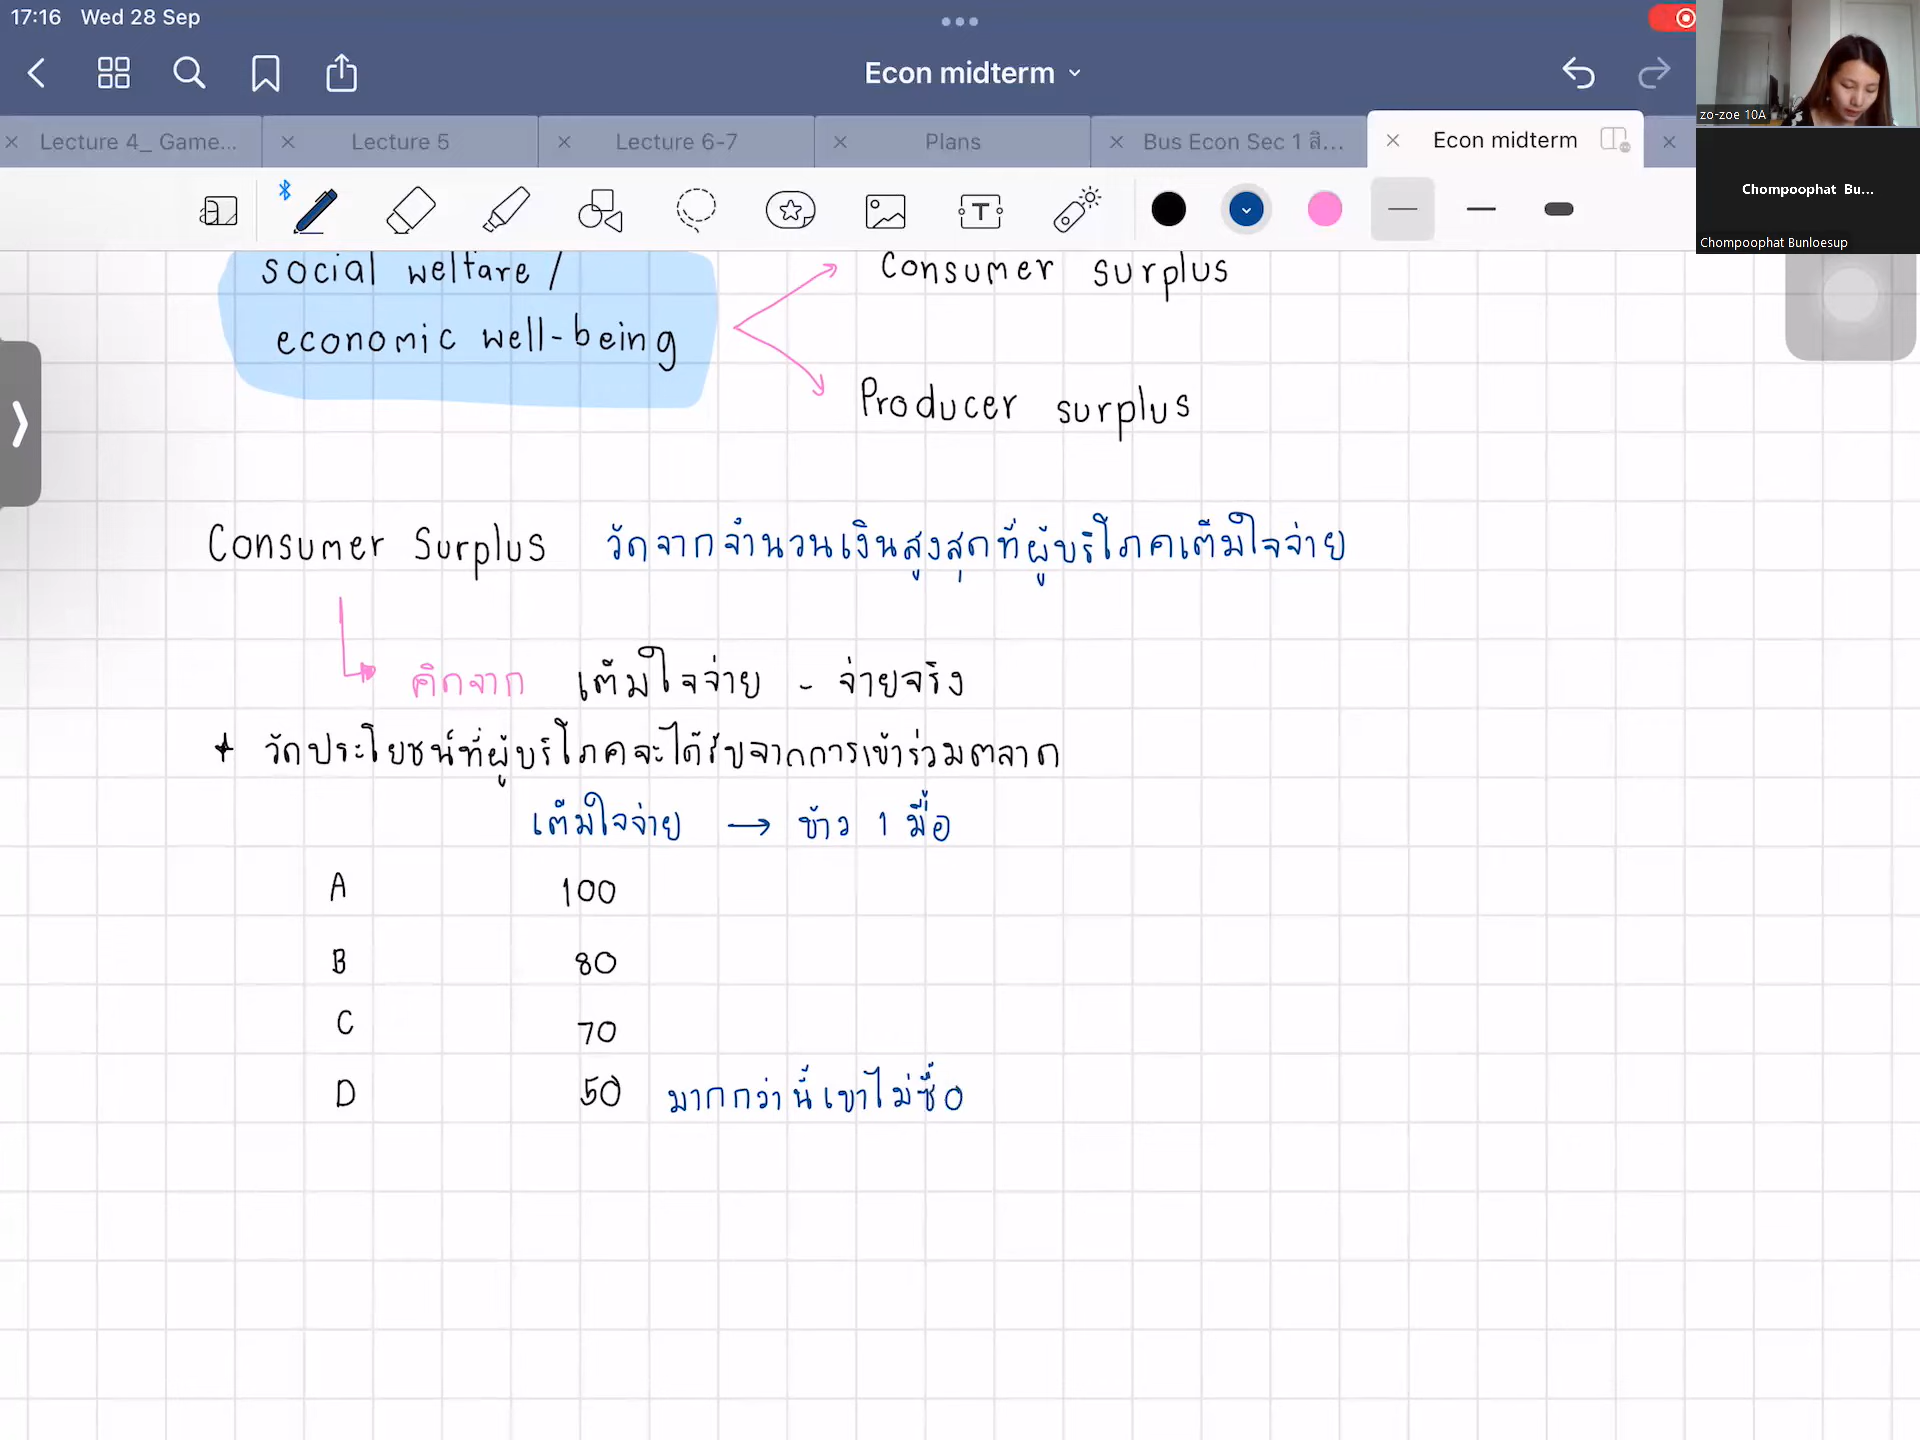 17:16 Wed 28 Sep
Econ midterm
Lecture 4_ Game...
Lecture 5
Lecture 6-7
Plans
Bus Econ Sec 1 สิ...
Econ midterm
zo-zoe 10A
Chompoophat Bu...
Chompoophat Bunloesup
social welfare /
economic well-being
Consumer surplus
Producer surplus
Consumer Surplus วัดจากจำนวนเงินสูงสุดที่ผู้บริโภคเต็มใจจ่าย
คิดจาก เต็มใจจ่าย - จ่ายจริง
* วัดประโยชน์ที่ผู้บริโภคจะได้รับจากการเข้าร่วมตลาด
เต็มใจจ่าย → ข้าว 1 มื้อ
A 100
B 80
C 70
D 50 มากกว่านี้เขาไม่ซื้อ